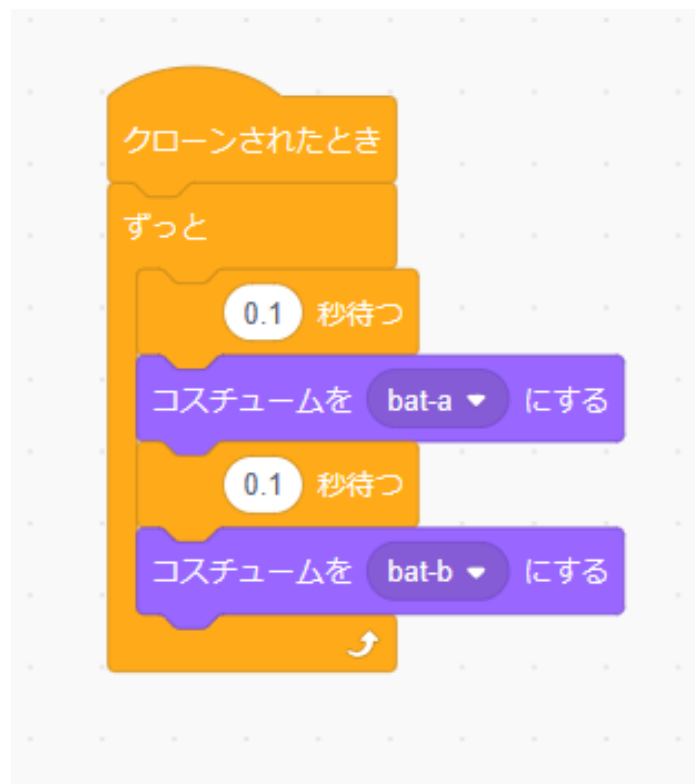 クローンされたとき
ずっと
0.1 秒待つ
コスチュームを bat-a にする
0.1 秒待つ
コスチュームを bat-b にする